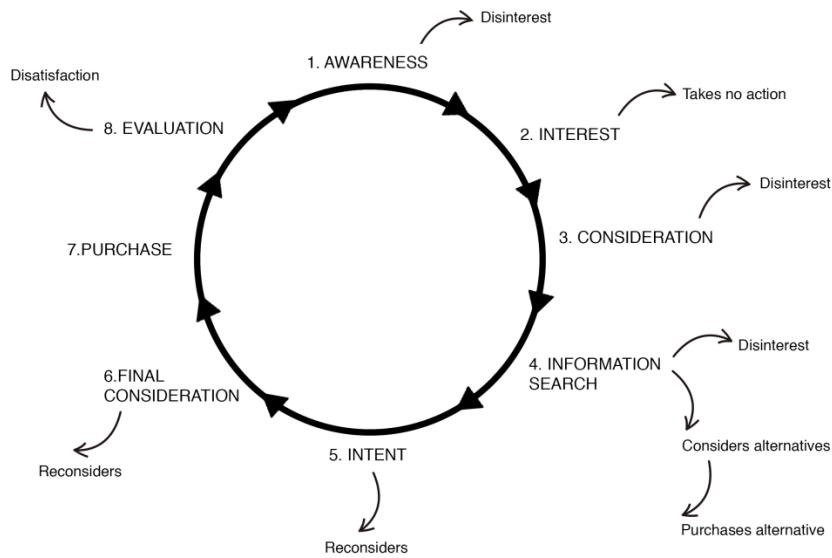 Disinterest
1. AWARENESS
Disatisfaction
Takes no action
8. EVALUATION
2. INTEREST
Disinterest
7.PURCHASE
3. CONSIDERATION
Disinterest
4. INFORMATION
SEARCH
6.FINAL
CONSIDERATION
Considers alternatives
5. INTENT
Reconsiders
Purchases alternative
Reconsiders